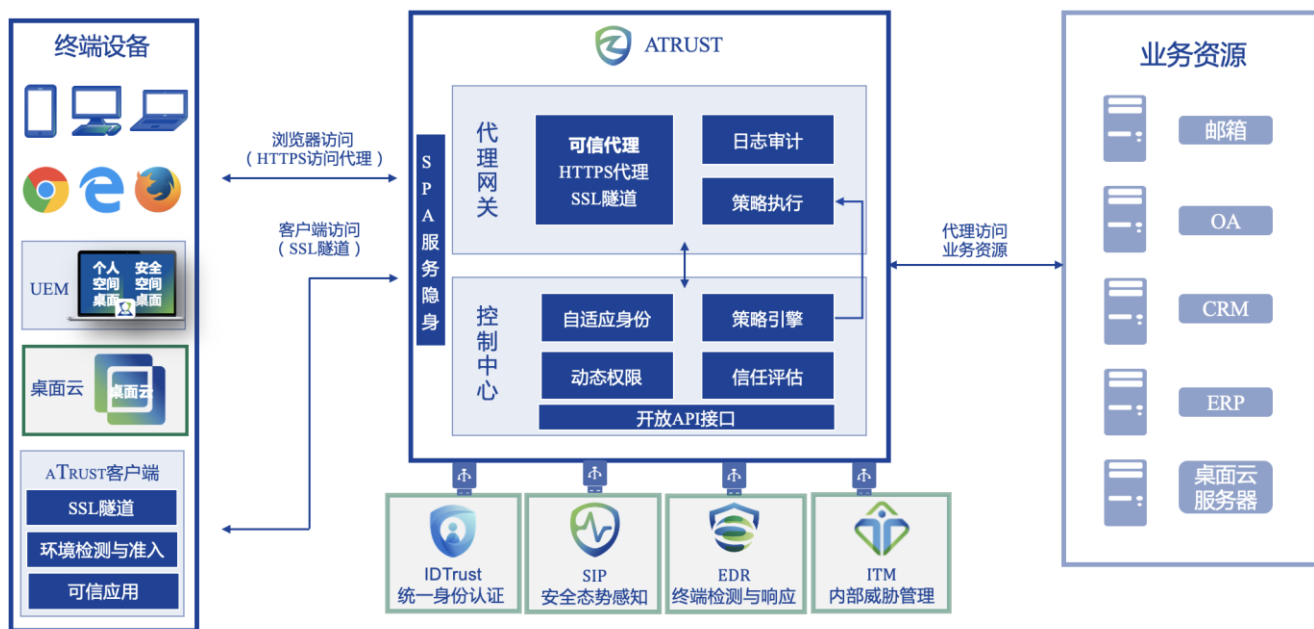 终端设备
UEM
个人
空间
桌面
安全
空间
桌面
桌面云
桌面云
ATRUST客户端
SSL隧道
环境检测与准入
可信应用
浏览器访问
(HTTPS访问代理)
客户端访问
(SSL隧道)
ATRUST
SPA服务隐身
代理网关
可信代理
HTTPS代理
SSL隧道
日志审计
策略执行
控制中心
自适应身份
策略引擎
动态权限
信任评估
开放API接口
IDTrust
统一身份认证
SIP
安全态势感知
EDR
终端检测与响应
ITM
内部威胁管理
代理访问
业务资源
业务资源
邮箱
OA
CRM
ERP
桌面云
服务器